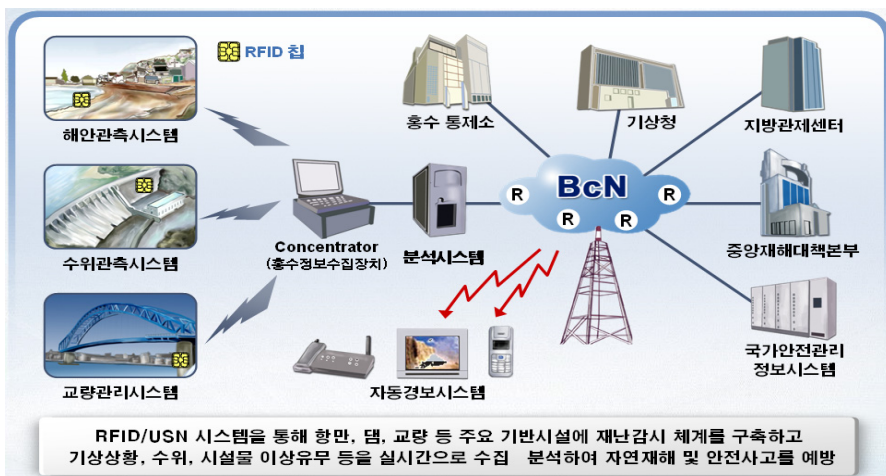 RFID 칩
해안관측시스템
수위관측시스템
교량관리시스템
Concentrator
(홍수정보수집장치)
분석시스템
홍수 통제소
기상청
지방관제센터
BcN
R
R
R
R
중앙재해대책본부
국가안전관리
정보시스템
자동경보시스템
RFID/USN 시스템을 통해 항만, 댐, 교량 등 주요 기반시설에 재난감시 체계를 구축하고
기상상황, 수위, 시설물 이상유무 등을 실시간으로 수집 분석하여 자연재해 및 안전사고를 예방